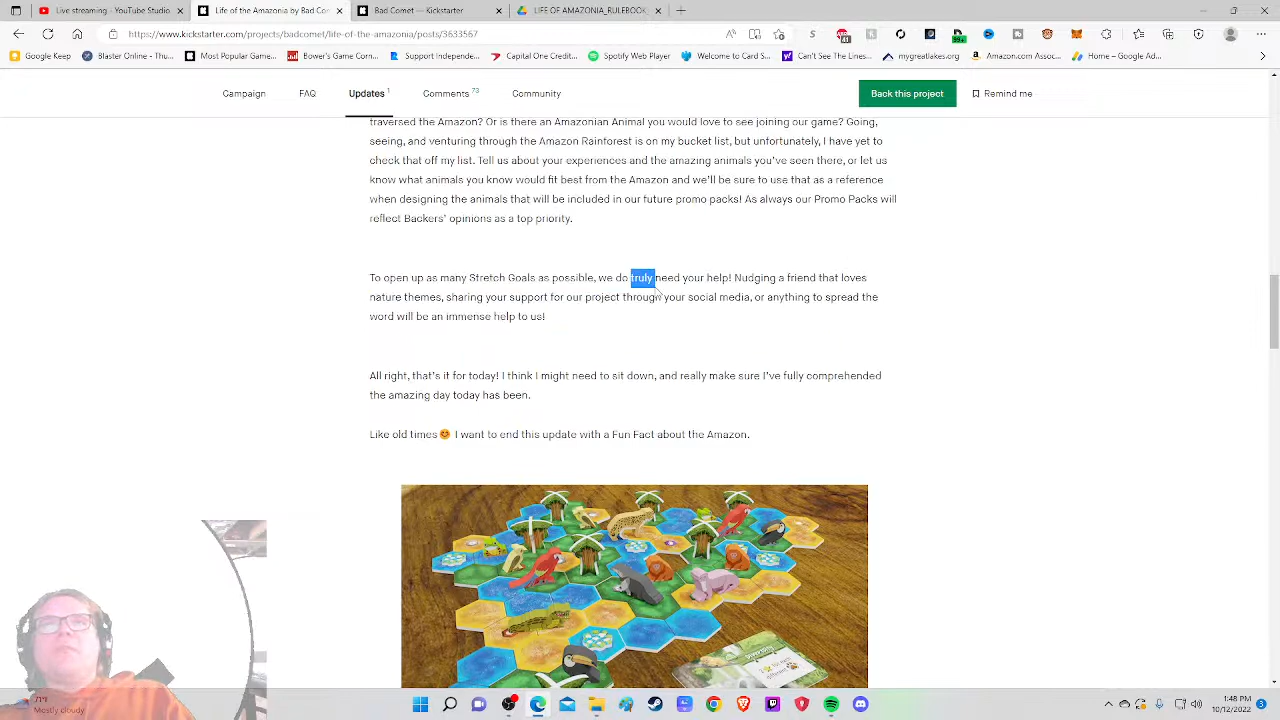 Live streaming - YouTube Studio
Life of the Amazonia by Bad Com
Bad Comet — Kickstarter
LIFE OF AMAZONIA_RULEBOOK
https://www.kickstarter.com/projects/badcomet/life-of-the-amazonia/posts/3633567
Google Keep
Blaster Online - The...
Most Recent
Bower's Game Corn...
Support Independen...
Capital One Credit...
Spotify Web Player
Welcome to Card S...
Can't See The Lines...
mygreatlakes.org
Amazon.com Assoc...
Home – Google Ad...
Campaign
FAQ
Updates 1
Comments 73
Community
Back this project
Remind me
traversed the Amazon? Or is there an Amazonian Animal you would love to see joining our game? Going,
seeing, and venturing through the Amazon Rainforest is on my bucket list, but unfortunately, I have yet to
check that off my list. Tell us about your experiences and the amazing animals you've seen there, or let us
know what animals you know would fit best from the Amazon and we'll be sure to use that as a reference
when designing the animals that will be included in our future promo packs! As always our Promo Packs will
reflect Backers' opinions as a top priority.
To open up as many Stretch Goals as possible, we do truly need your help! Nudging a friend that loves
nature themes, sharing your support for our project through your social media, or anything to spread the
word will be an immense help to us!
All right, that's it for today! I think I might need to sit down, and really make sure I've fully comprehended
the amazing day today has been.
Like old times😊 I want to end this update with a Fun Fact about the Amazon.
71°F
Mostly cloudy
1:48 PM
10/12/2022